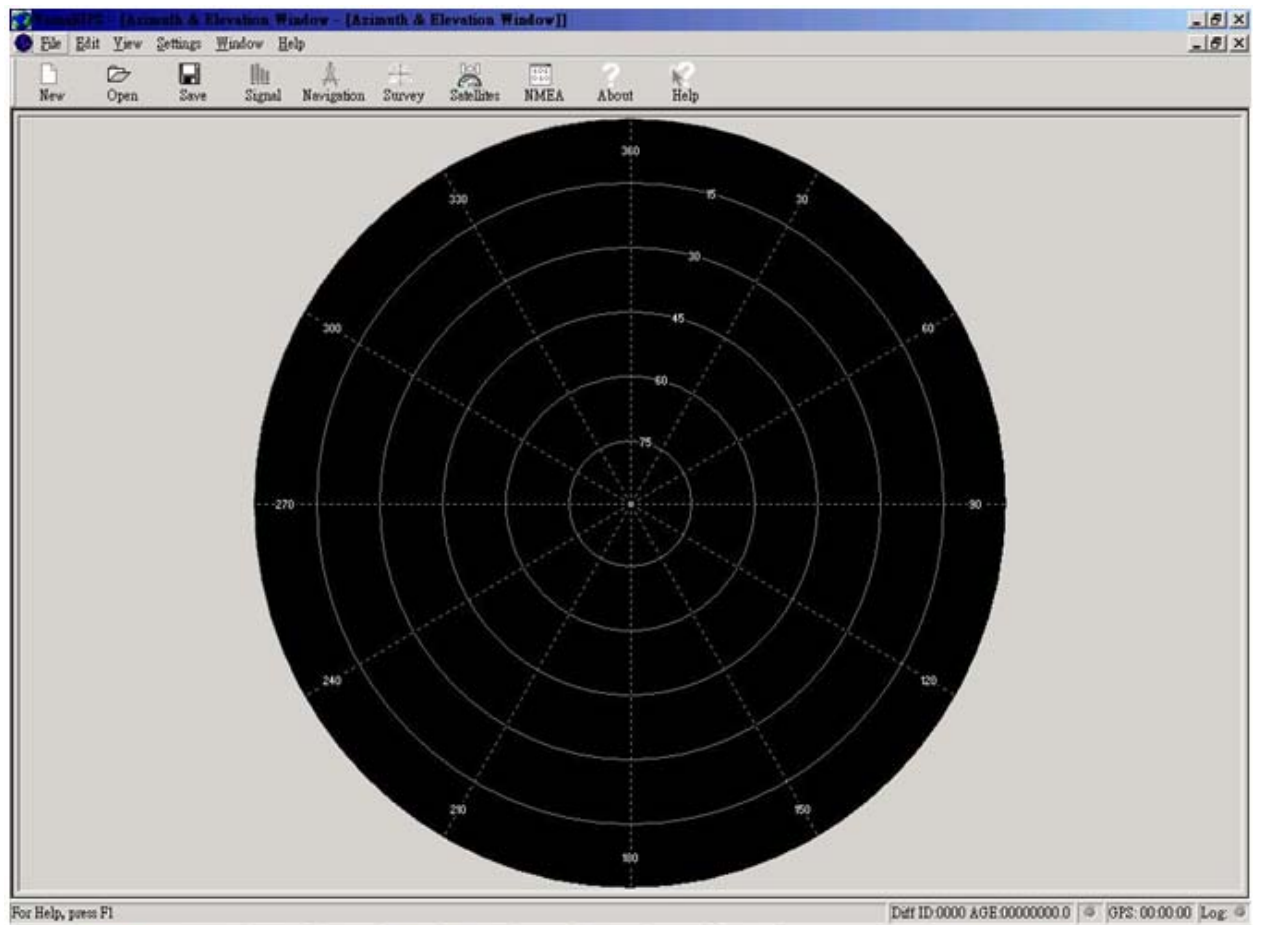 - [Azimuth & Elevation Window - [Azimuth & Elevation Window]]
File Edit View Settings Window Help
New Open Save Signal Navigation Survey Satellites NMEA About Help
360
330 15 30
30
300 45 60
60
75
270 90
240 120
210 150
180
For Help, press F1 Diff ID:0000 AGE:00000000.0 GPS: 00:00:00 Log: